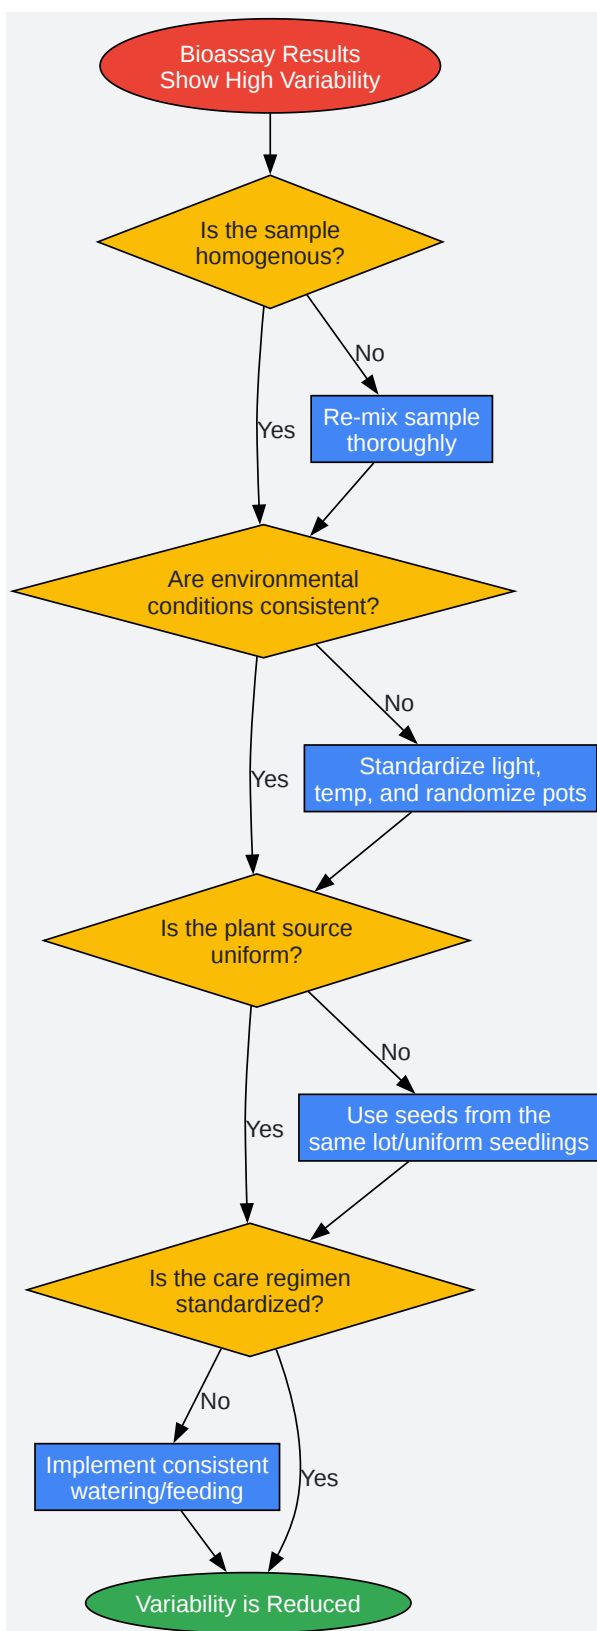 Bioassay Results
Show High Variability
Is the sample
homogenous?
No
Re-mix sample
thoroughly
Yes
Are environmental
conditions consistent?
No
Standardize light,
temp, and randomize pots
Yes
Is the plant source
uniform?
No
Use seeds from the
same lot/uniform seedlings
Yes
Is the care regimen
standardized?
No
Implement consistent
watering/feeding
Yes
Variability is Reduced